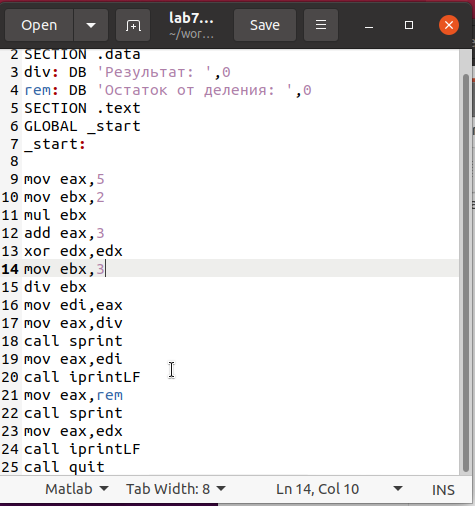 Open
lab7...
~/wor...
Save
2 SECTION .data
3 div: DB 'Результат: ',0
4 rem: DB 'Остаток от деления: ',0
5 SECTION .text
6 GLOBAL _start
7 _start:
8
9 mov eax,5
10 mov ebx,2
11 mul ebx
12 add eax,3
13 xor edx,edx
14 mov ebx,3
15 div ebx
16 mov edi,eax
17 mov eax,div
18 call sprint
19 mov eax,edi
20 call iprintLF
21 mov eax,rem
22 call sprint
23 mov eax,edx
24 call iprintLF
25 call quit
Matlab Tab Width: 8 Ln 14, Col 10 INS